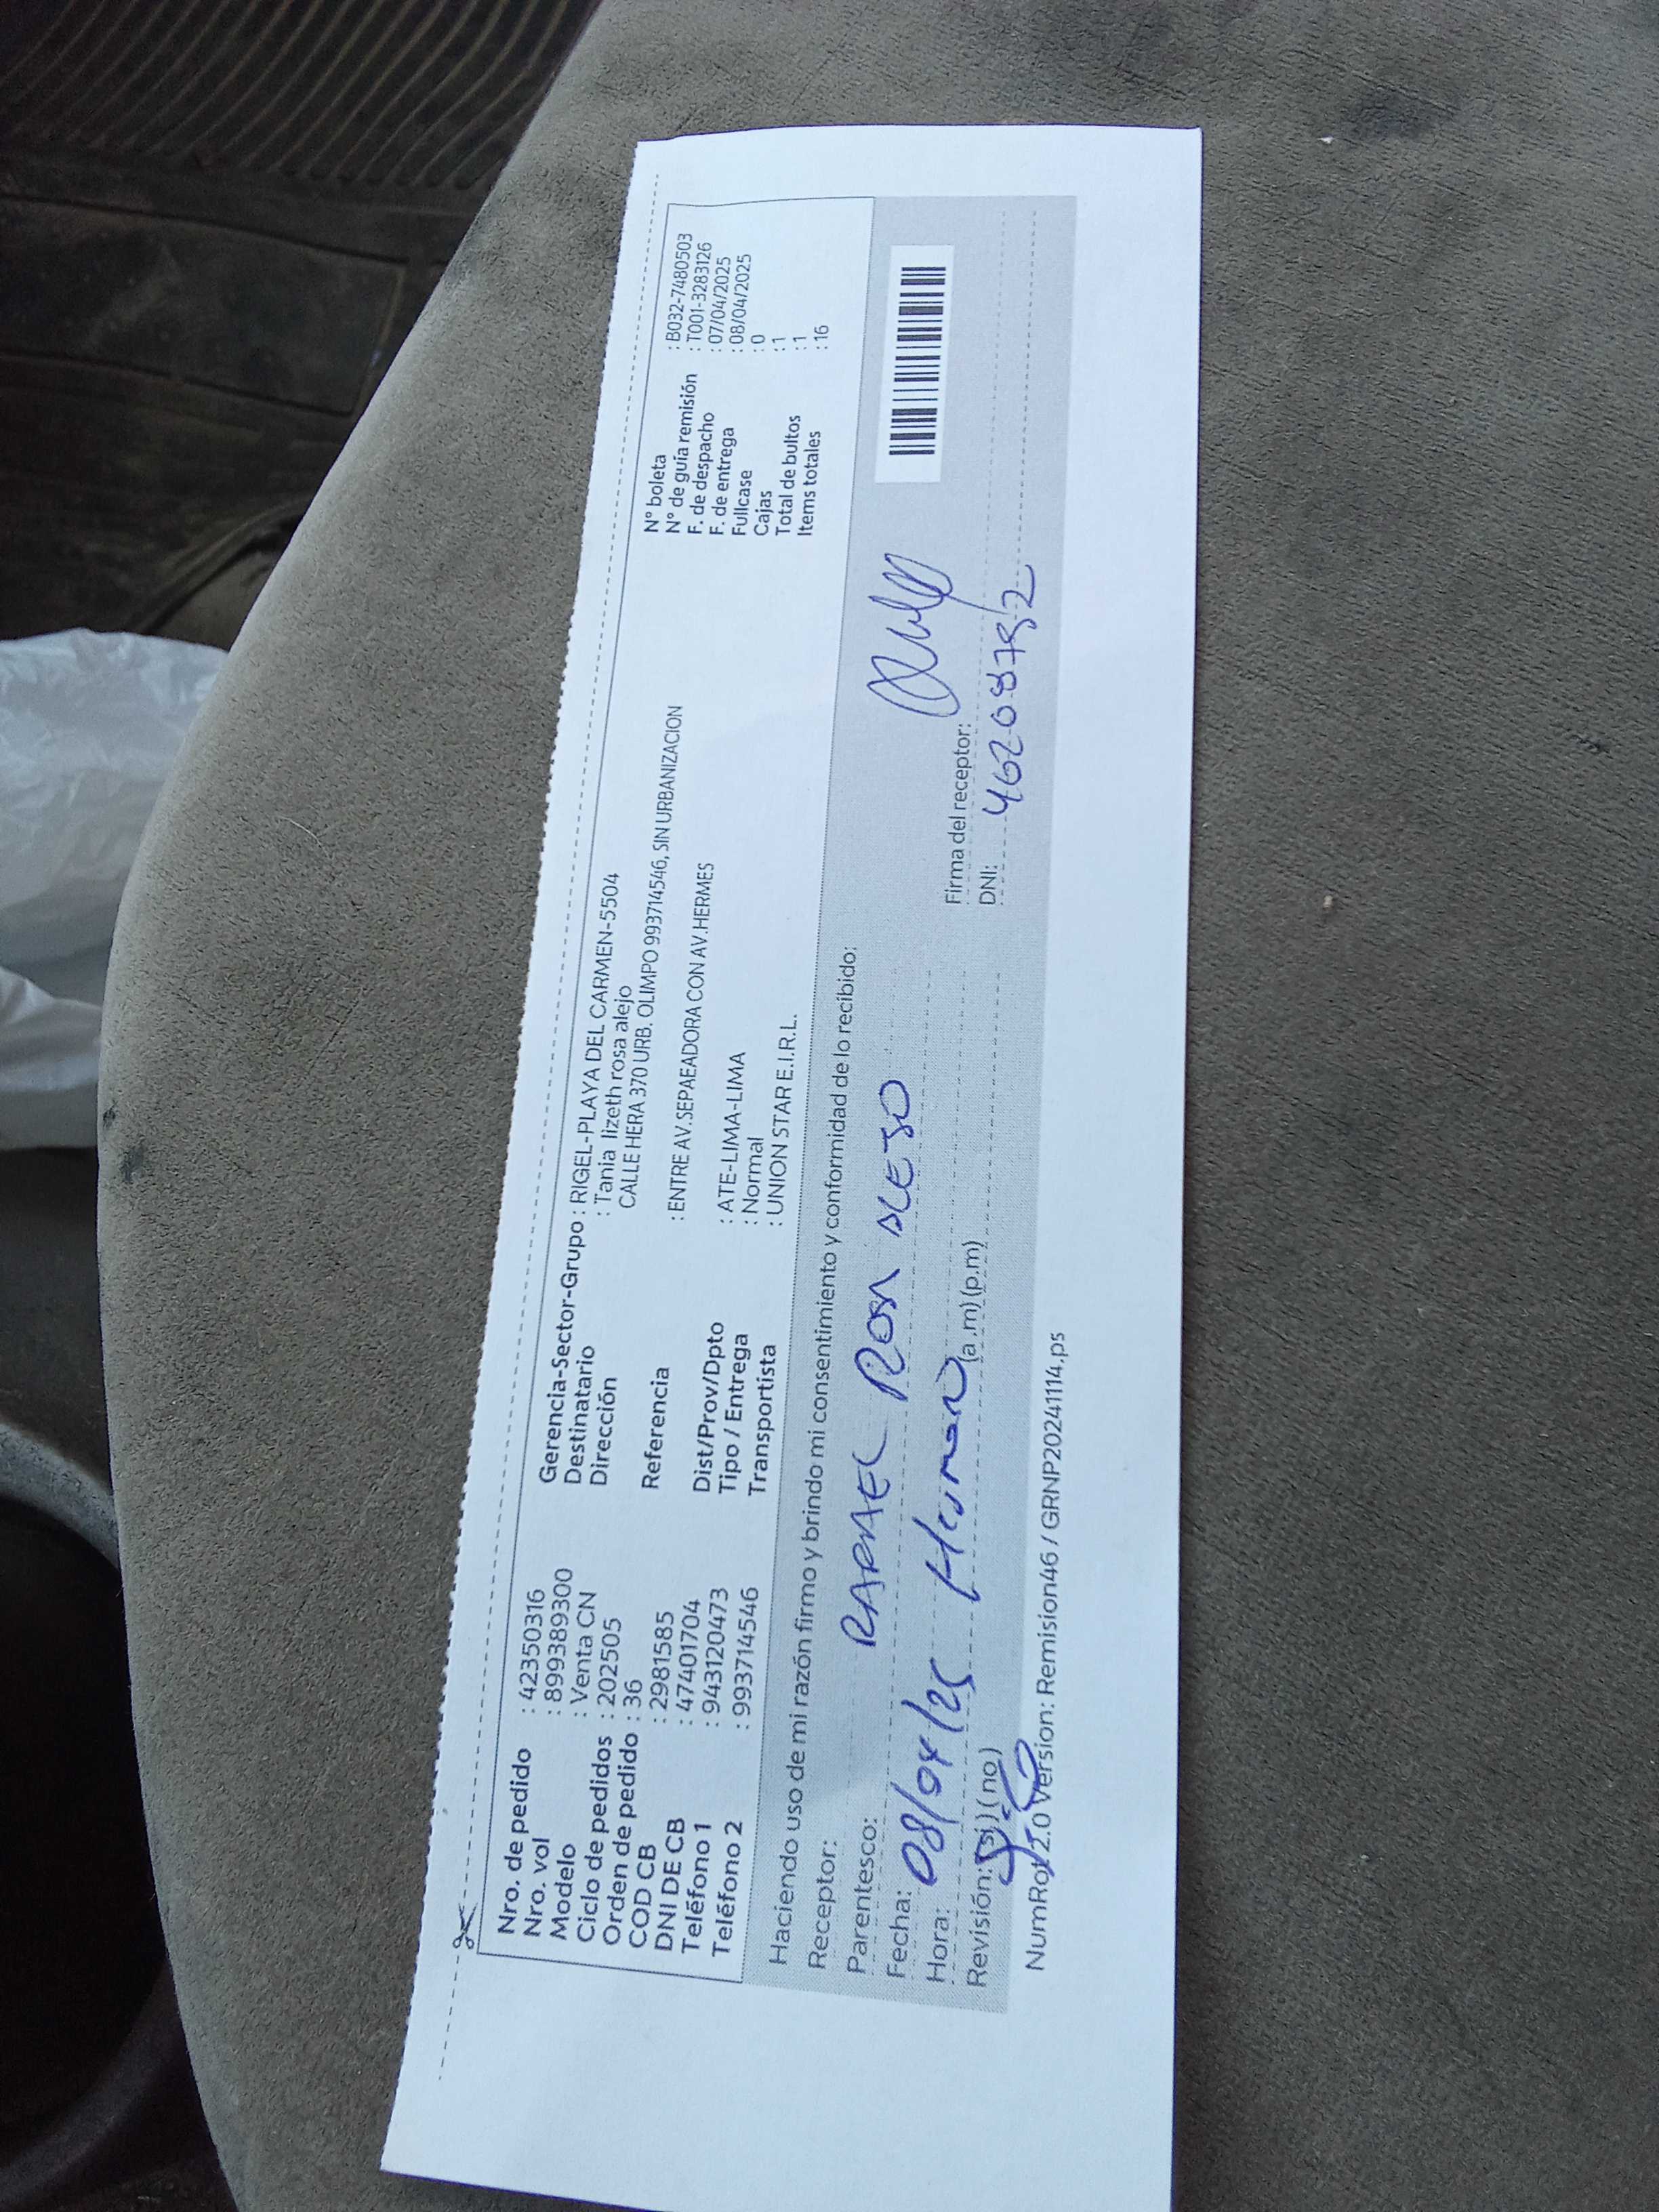 Nro. de pedido : 42350316
Nro. vol : 8993893​00
Modelo : Venta CN
Ciclo de pedidos : 202505
Orden de pedido : 36
COD CB : 2981585
DNI DE CB : 47401704
Teléfono 1 : 943120473
Teléfono 2 : 993714546
Gerencia-Sector-Grupo : RIGEL-PLAYA DEL CARMEN-5504
Destinatario : Tania lizeth rosa alejo
Dirección CALLE HERA 370 URB. OLIMPO 993714546, SIN URBANIZACION
Referencia : ENTRE AV.SEPAEADORA CON AV.HERMES
Dist/Prov/Dpto : ATE-LIMA-LIMA
Tipo / Entrega : Normal
Transportista : UNION STAR E.I.R.L.
N° boleta : B032-7480503
N° de guía remisión : T001-3283126
F. de despacho : 07/04/2025
F. de entrega : 08/04/2025
Fullcase : 0
Cajas : 1
Total de bultos : 1
Items totales : 16
Haciendo uso de mi razón firmo y brindo mi consentimiento y conformidad de lo recibido:
Receptor: RAFAEL ROSA ALEJO
Parentesco: Hermano
Fecha: 08/04/25
Hora: (a.m) (p.m)
Revisión: (si) (no)
Firma del receptor:
DNI: 46208752
2.0 Version: Remision46 / GRNP20241114.ps